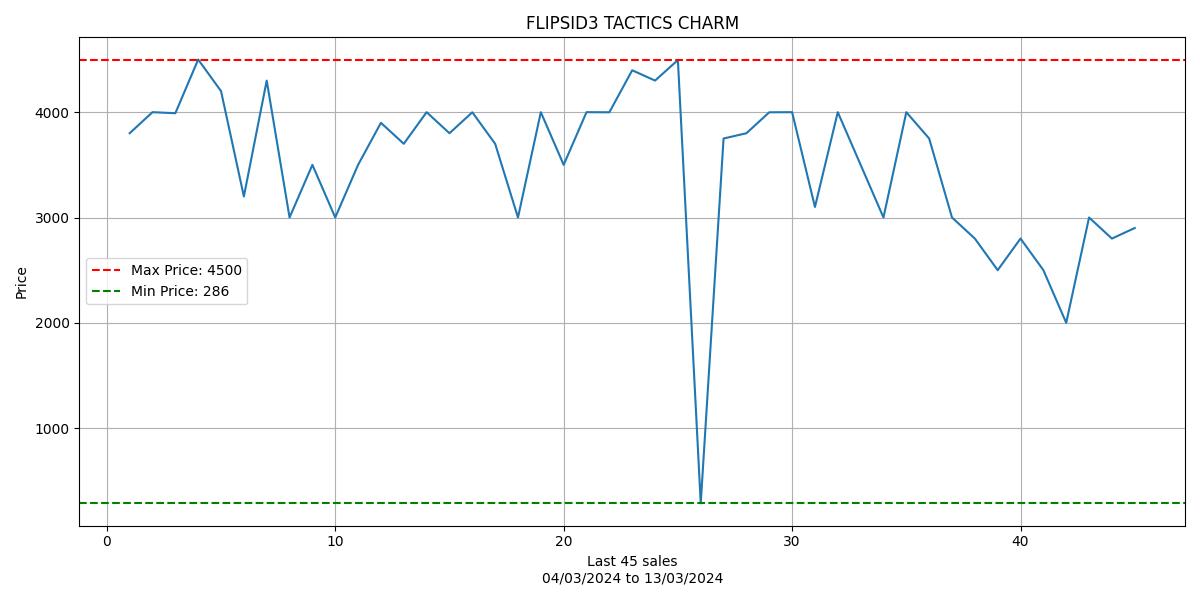 FLIPSID3 TACTICS CHARM
Price
4000
3000
2000
1000
Max Price: 4500
Min Price: 286
0 10 20 30 40
Last 45 sales
04/03/2024 to 13/03/2024